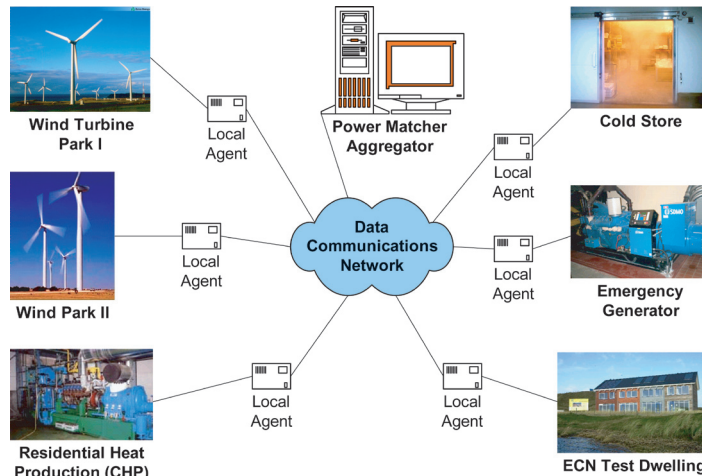 Wind Turbine
Park I
Local
Agent
Power Matcher
Aggregator
Cold Store
Local
Agent
Data
Communications
Network
Wind Park II
Local
Agent
Local
Agent
SDMO
Emergency
Generator
Residential Heat
Production (CHP)
Local
Agent
Local
Agent
ECN Test Dwelling